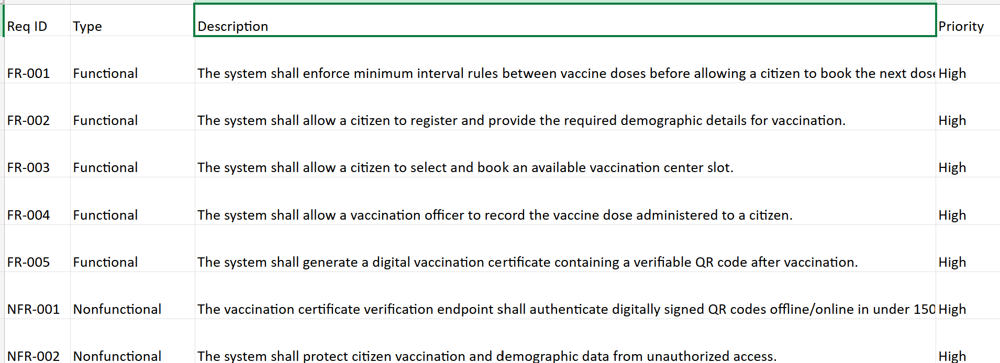 Req ID Type Description Priority
FR-001 Functional The system shall enforce minimum interval rules between vaccine doses before allowing a citizen to book the next dose High
FR-002 Functional The system shall allow a citizen to register and provide the required demographic details for vaccination. High
FR-003 Functional The system shall allow a citizen to select and book an available vaccination center slot. High
FR-004 Functional The system shall allow a vaccination officer to record the vaccine dose administered to a citizen. High
FR-005 Functional The system shall generate a digital vaccination certificate containing a verifiable QR code after vaccination. High
NFR-001 Nonfunctional The vaccination certificate verification endpoint shall authenticate digitally signed QR codes offline/online in under 150 High
NFR-002 Nonfunctional The system shall protect citizen vaccination and demographic data from unauthorized access. High